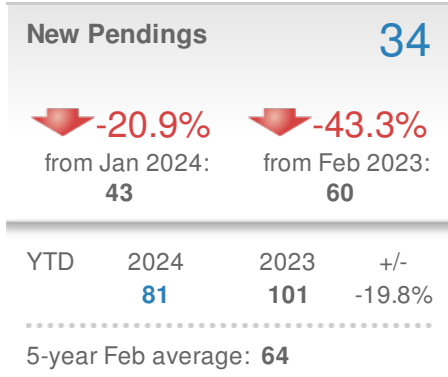 New Pendings 34
-20.9% -43.3%
from Jan 2024: from Feb 2023:
43 60
YTD 2024 2023 +/-
81 101 -19.8%
5-year Feb average: 64